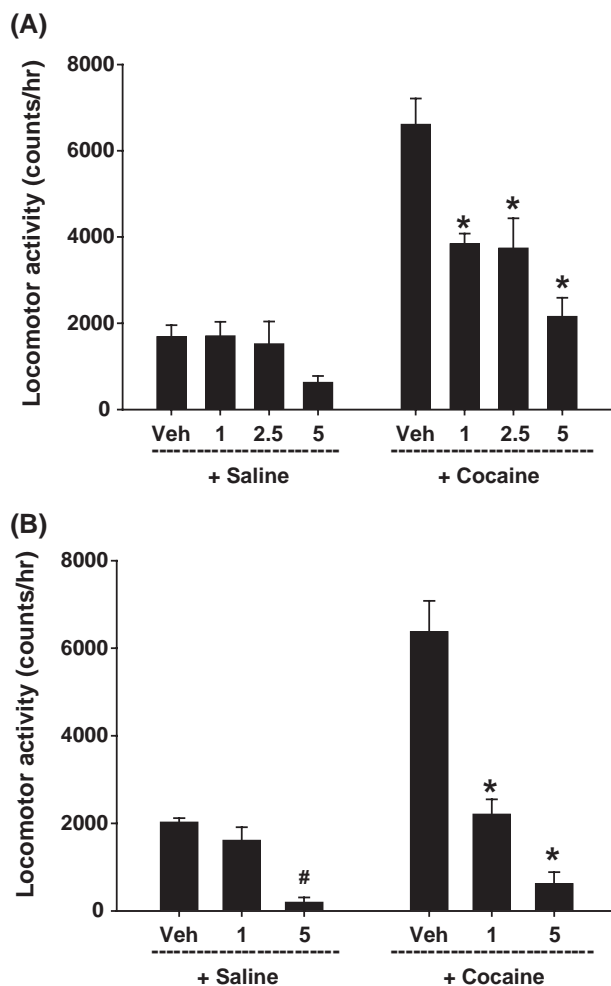 (A)
Locomotor activity (counts/hr)
8000
6000
4000
2000
0
* * *
Veh 1 2.5 5 Veh 1 2.5 5
+ Saline + Cocaine
(B)
Locomotor activity (counts/hr)
8000
6000
4000
2000
0
# * *
Veh 1 5 Veh 1 5
+ Saline + Cocaine